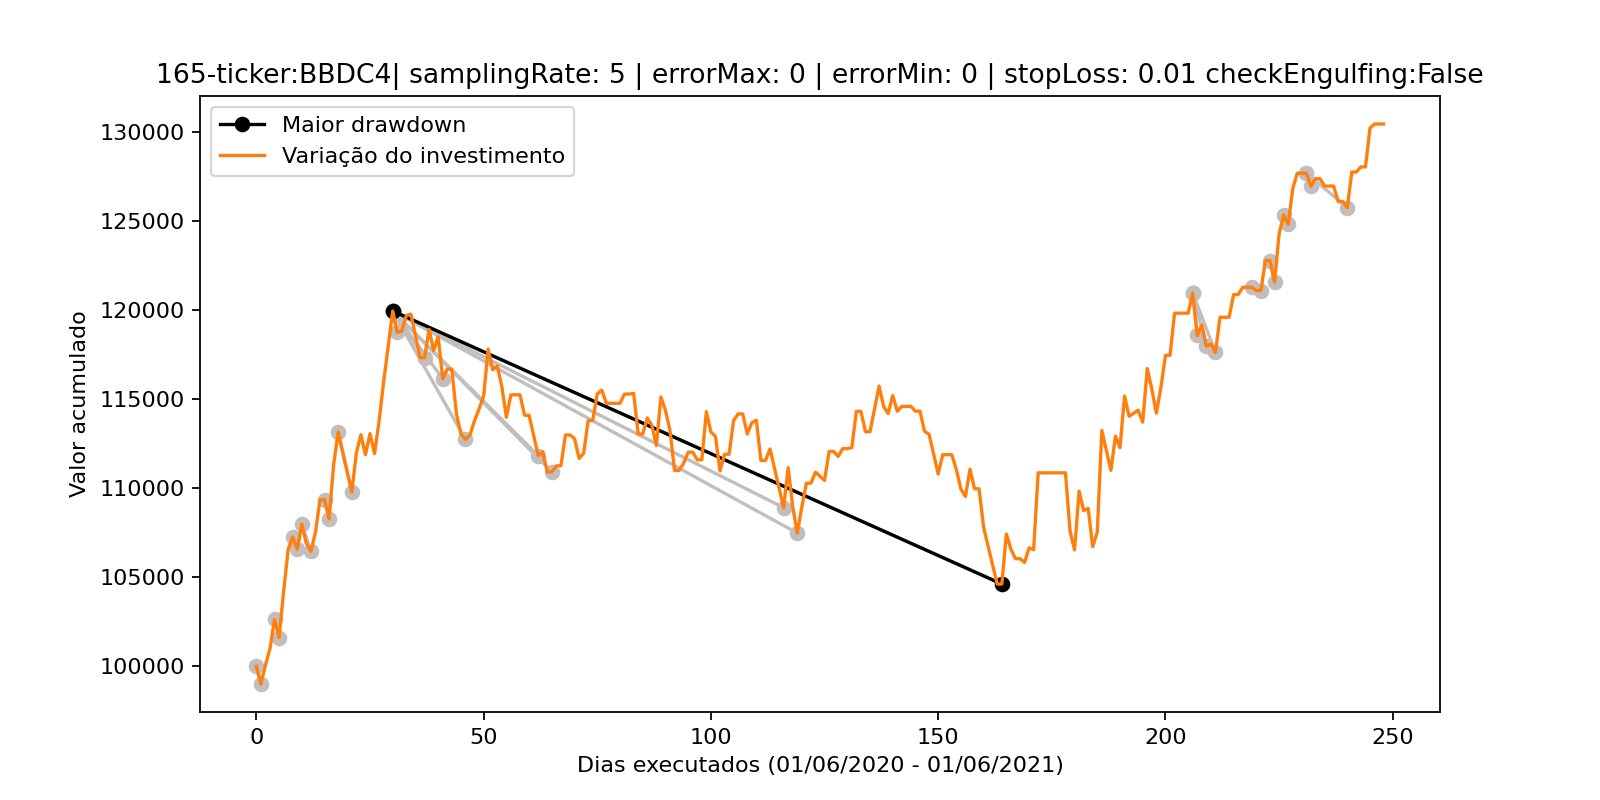 165-ticker:BBDC4| samplingRate: 5 | errorMax: 0 | errorMin: 0 | stopLoss: 0.01 checkEngulfing:False
Maior drawdown
Variação do investimento
130000
125000
120000
115000
110000
105000
100000
Valor acumulado
0 50 100 150 200 250
Dias executados (01/06/2020 - 01/06/2021)